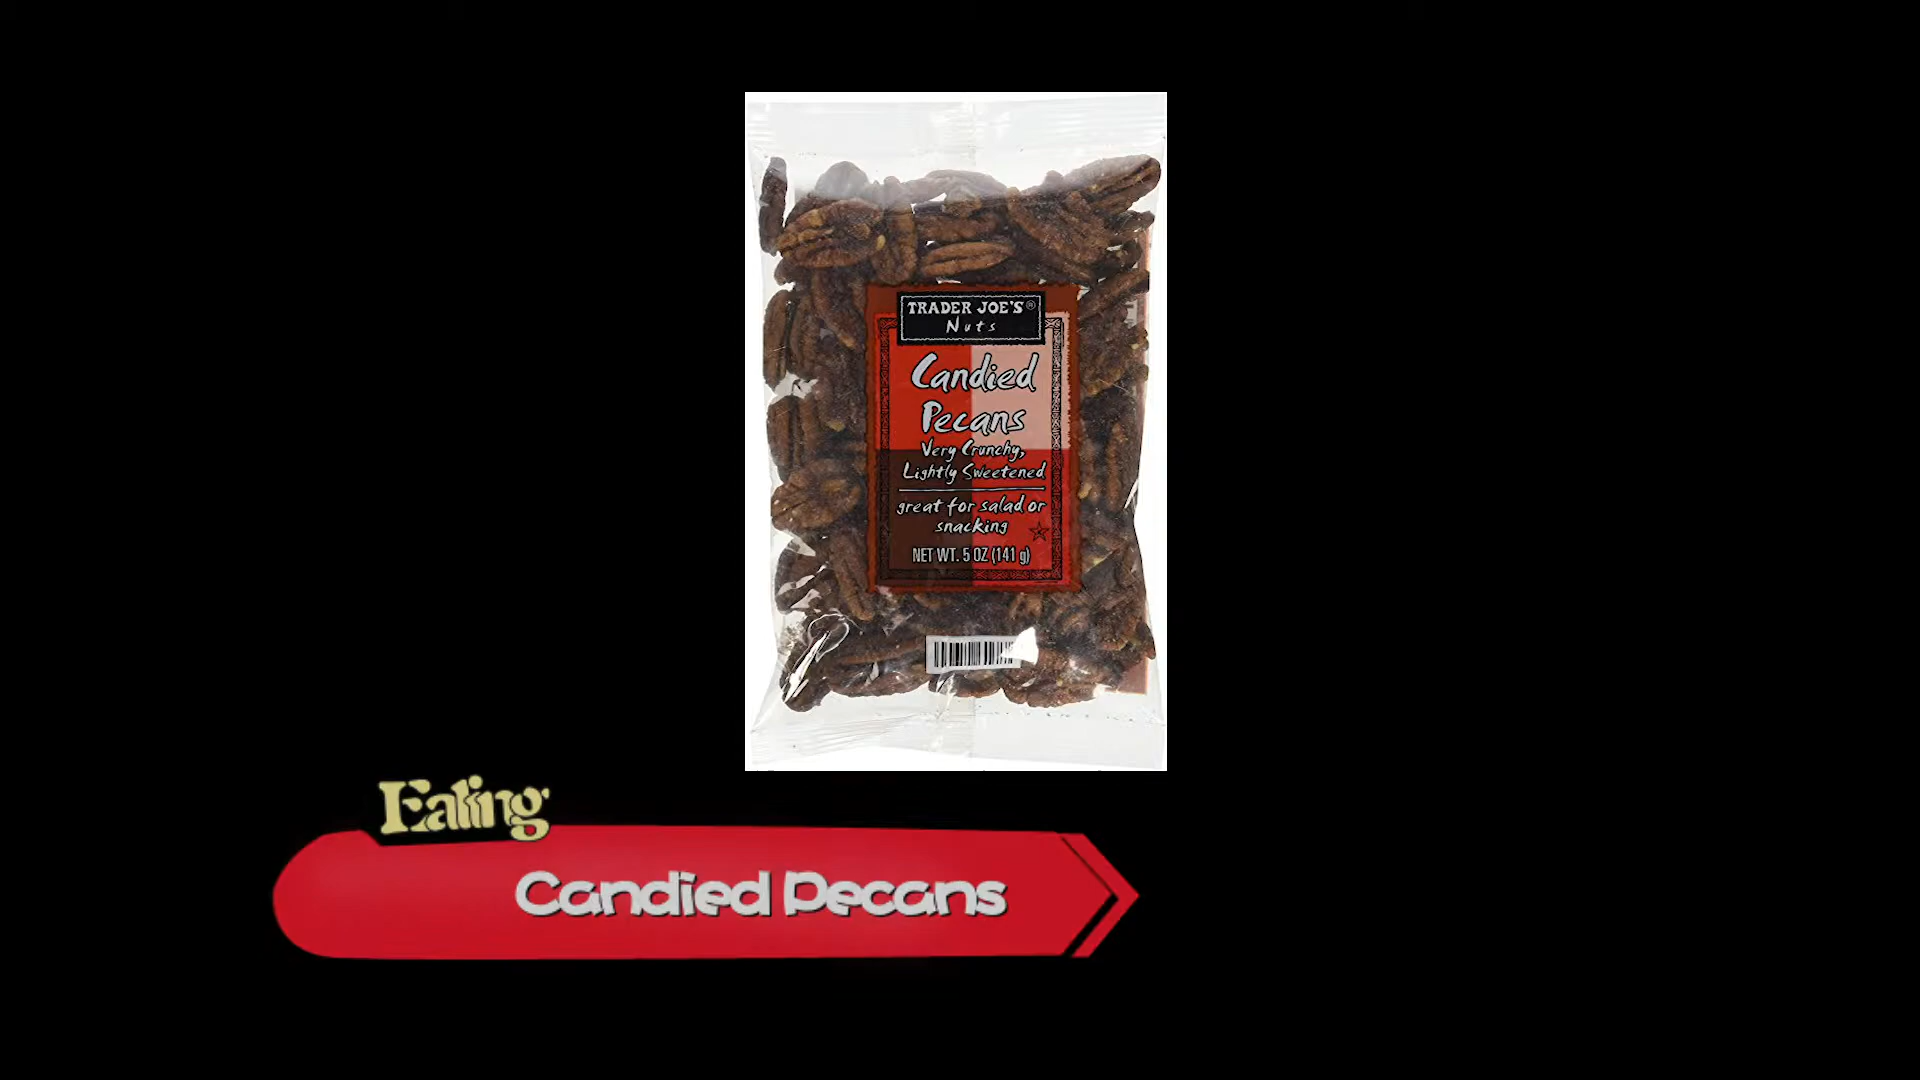 TRADER JOE'S®
Nuts
Candied
Pecans
Very Crunchy,
Lightly Sweetened
great for salad or
snacking
NET WT. 5 OZ (141 g)
Eating
Candied Pecans